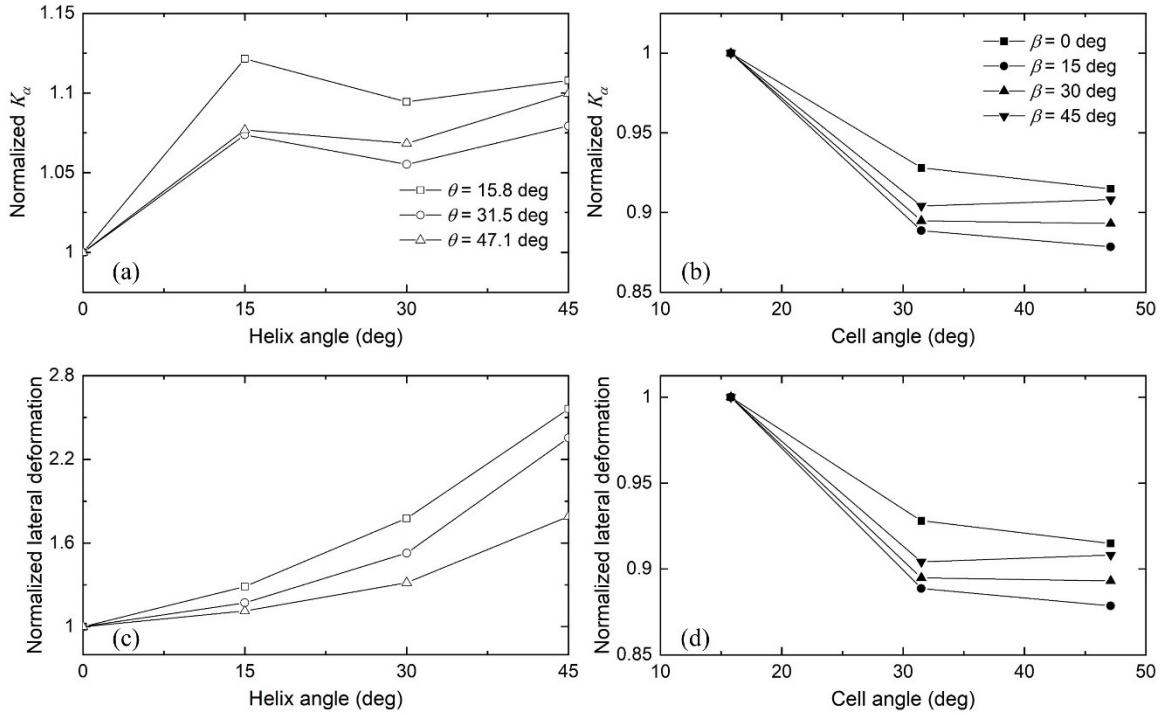 1.15
1.1
1.05
1
Normalized Kα
θ = 15.8 deg
θ = 31.5 deg
θ = 47.1 deg
(a)
0 15 30 45
Helix angle (deg)
1
0.95
0.9
0.85
Normalized Kα
β = 0 deg
β = 15 deg
β = 30 deg
β = 45 deg
(b)
10 20 30 40 50
Cell angle (deg)
2.8
2.2
1.6
1
Normalized lateral deformation
(c)
0 15 30 45
Helix angle (deg)
1
0.95
0.9
0.85
Normalized lateral deformation
(d)
10 20 30 40 50
Cell angle (deg)